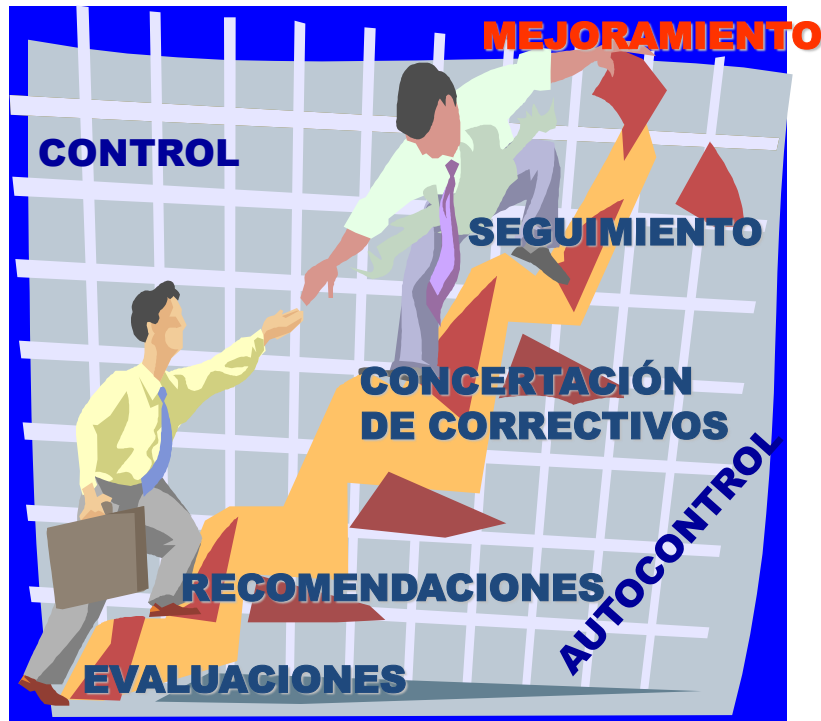 MEJORAMIENTO
CONTROL
SEGUIMIENTO
CONCERTACIÓN
DE CORRECTIVOS
AUTOCONTROL
RECOMENDACIONES
EVALUACIONES